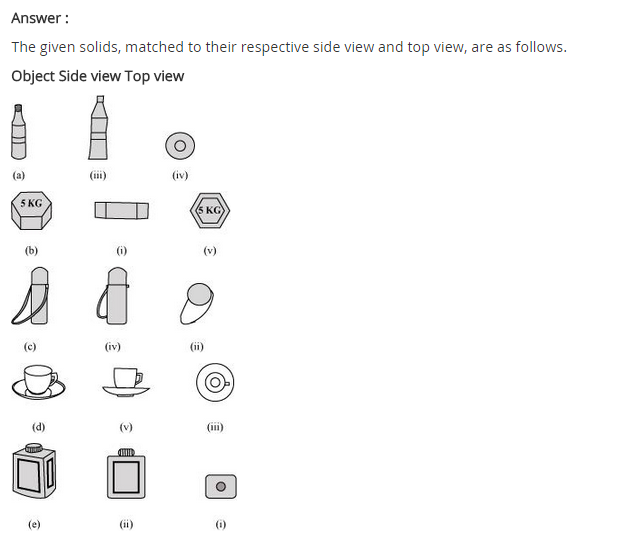 Answer :
The given solids, matched to their respective side view and top view, are as follows.
Object Side view Top view
(a) (iii) (iv)
5 KG 5 KG
(b) (i) (v)
(c) (iv) (ii)
(d) (v) (iii)
(e) (ii) (i)